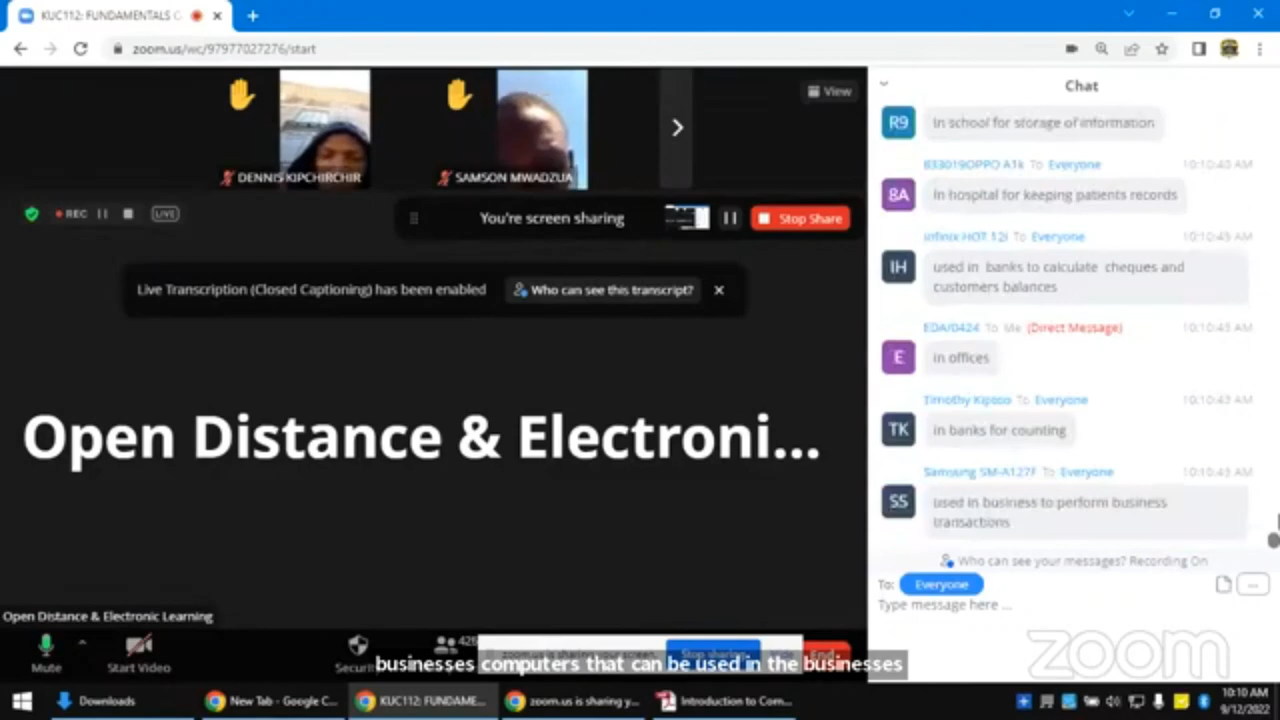 KUC112: FUNDAMENTALS
zoom.us/wc/97977027276/start
View
DENNIS KIPCHIRCHIR
SAMSON MWADZUA
REC
LIVE
You're screen sharing
Stop Share
Live Transcription (Closed Captioning) has been enabled
Who can see this transcript?
Open Distance & Electroni...
Open Distance & Electronic Learning
Mute
Start Video
businesses computers that can be used in the businesses
Chat
R9
In school for storage of information
833019OPPO A1k To Everyone
10:10:40 AM
8A
In hospital for keeping patients records
Infinix HOT 12i To Everyone
10:10:43 AM
IH
used in banks to calculate cheques and
customers balances
EDA/0424 To Me (Direct Message)
10:10:43 AM
E
in offices
Timothy Kiptoo To Everyone
10:10:43 AM
TK
in banks for counting
Samsung SM-A127F To Everyone
10:10:43 AM
SS
used in business to perform business
transactions
Who can see your messages? Recording On
To: Everyone
Type message here ...
zoom
Downloads
New Tab - Google C...
KUC112: FUNDAME...
zoom.us is sharing y...
Introduction to Com...
10:10 AM
9/12/2022